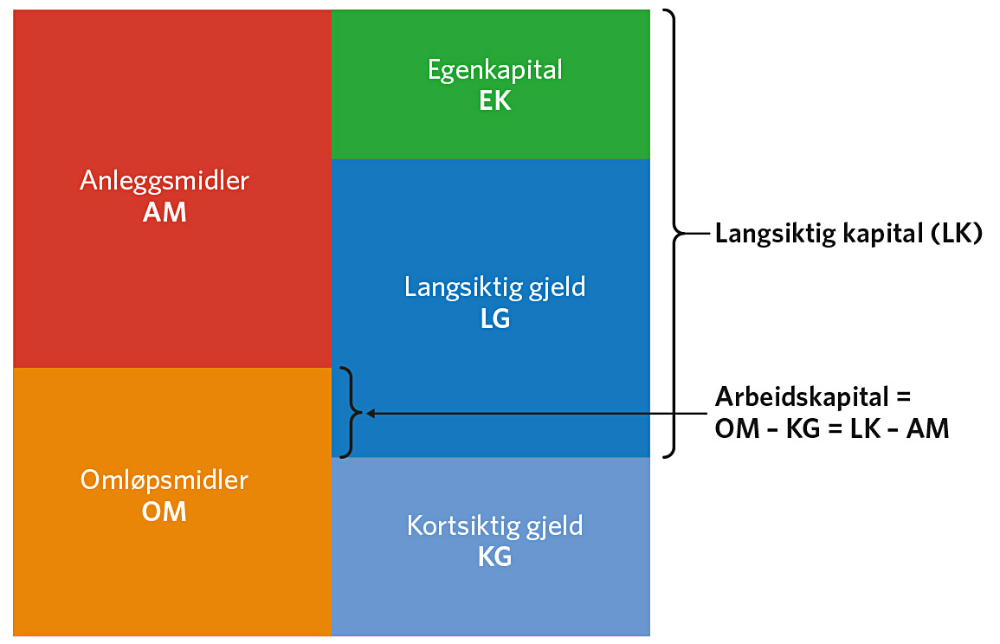 Anleggsmidler
AM
Omløpsmidler
OM
Egenkapital
EK
Langsiktig gjeld
LG
Kortsiktig gjeld
KG
Langsiktig kapital (LK)
Arbeidskapital =
OM – KG = LK – AM